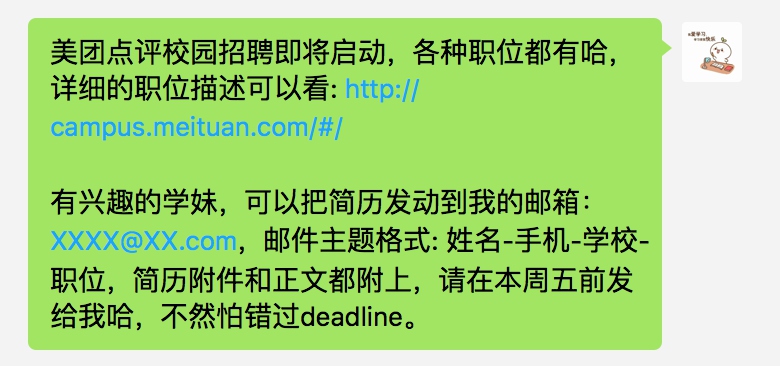 美团点评校园招聘即将启动，各种职位都有哈，
详细的职位描述可以看: http://
campus.meituan.com/#/
有兴趣的学妹，可以把简历发动到我的邮箱：
XXXX@XX.com，邮件主题格式: 姓名-手机-学校-
职位，简历附件和正文都附上，请在本周五前发
给我哈，不然怕错过deadline。